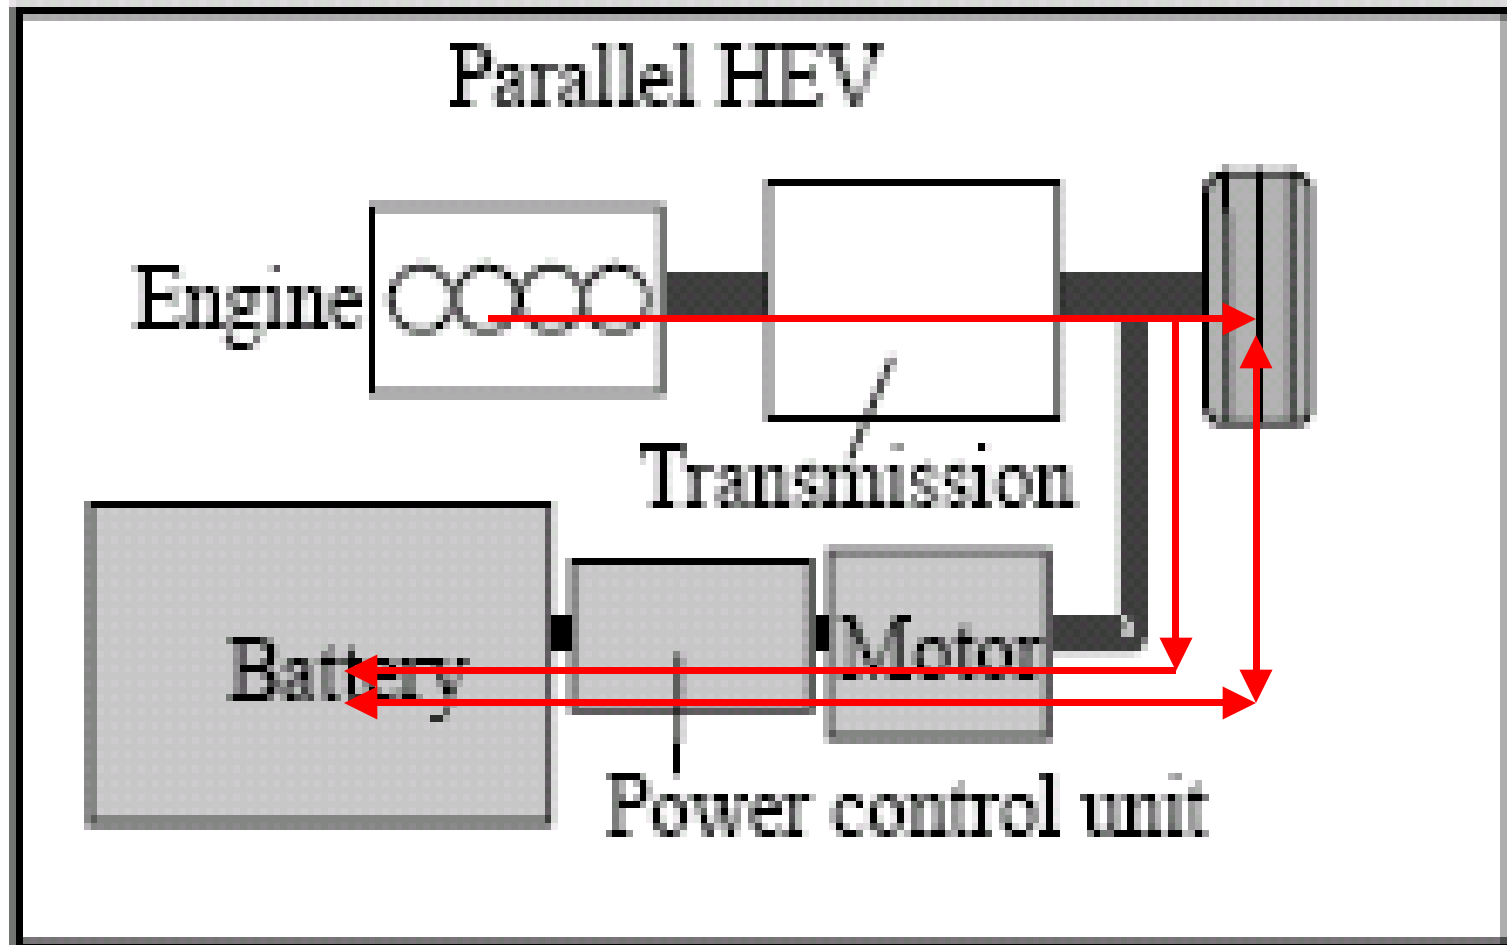 Parallel HEV
Engine
Transmission
Battery
Motor
Power control unit